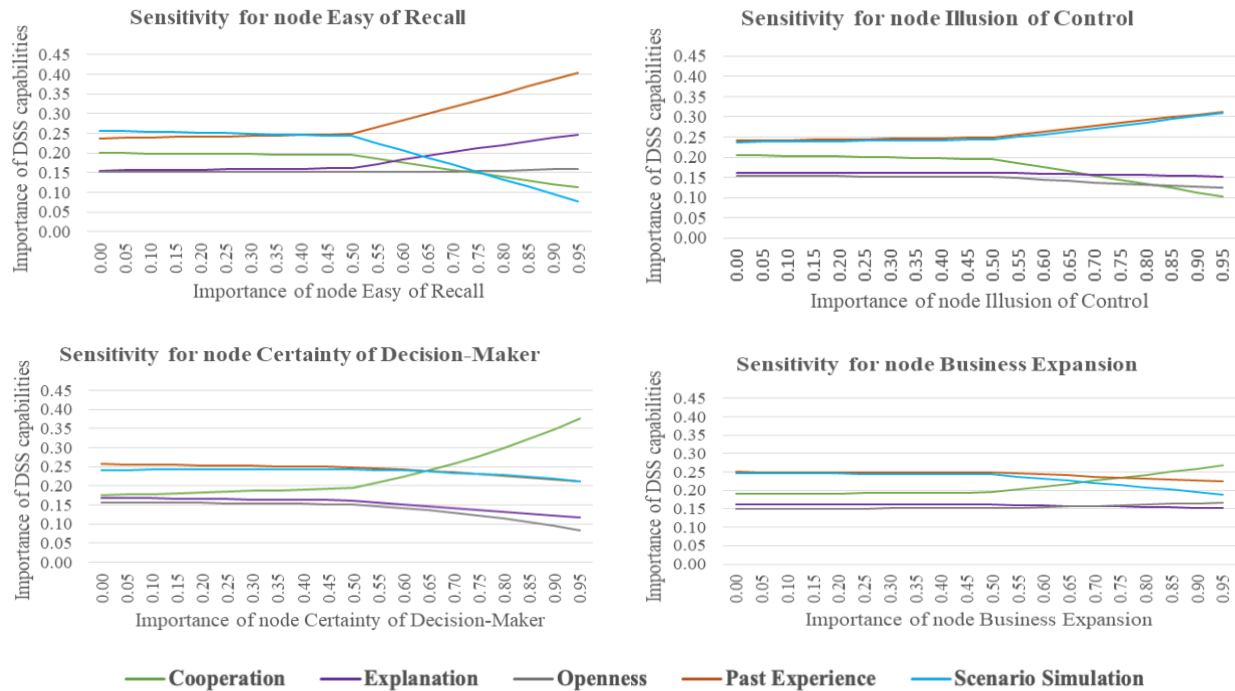 Sensitivity for node Easy of Recall
Importance of DSS capabilities
0.45
0.40
0.35
0.30
0.25
0.20
0.15
0.10
0.05
0.00
0.00 0.05 0.10 0.15 0.20 0.25 0.30 0.35 0.40 0.45 0.50 0.55 0.60 0.65 0.70 0.75 0.80 0.85 0.90 0.95
Importance of node Easy of Recall
Sensitivity for node Illusion of Control
Importance of DSS capabilities
0.45
0.40
0.35
0.30
0.25
0.20
0.15
0.10
0.05
0.00
0.00 0.05 0.10 0.15 0.20 0.25 0.30 0.35 0.40 0.45 0.50 0.55 0.60 0.65 0.70 0.75 0.80 0.85 0.90 0.95
Importance of node Illusion of Control
Sensitivity for node Certainty of Decision-Maker
Importance of DSS capabilities
0.45
0.40
0.35
0.30
0.25
0.20
0.15
0.10
0.05
0.00
0.00 0.05 0.10 0.15 0.20 0.25 0.30 0.35 0.40 0.45 0.50 0.55 0.60 0.65 0.70 0.75 0.80 0.85 0.90 0.95
Importance of node Certainty of Decision-Maker
Sensitivity for node Business Expansion
Importance of DSS capabilities
0.45
0.40
0.35
0.30
0.25
0.20
0.15
0.10
0.05
0.00
0.00 0.05 0.10 0.15 0.20 0.25 0.30 0.35 0.40 0.45 0.50 0.55 0.60 0.65 0.70 0.75 0.80 0.85 0.90 0.95
Importance of node Business Expansion
Cooperation Explanation Openness Past Experience Scenario Simulation